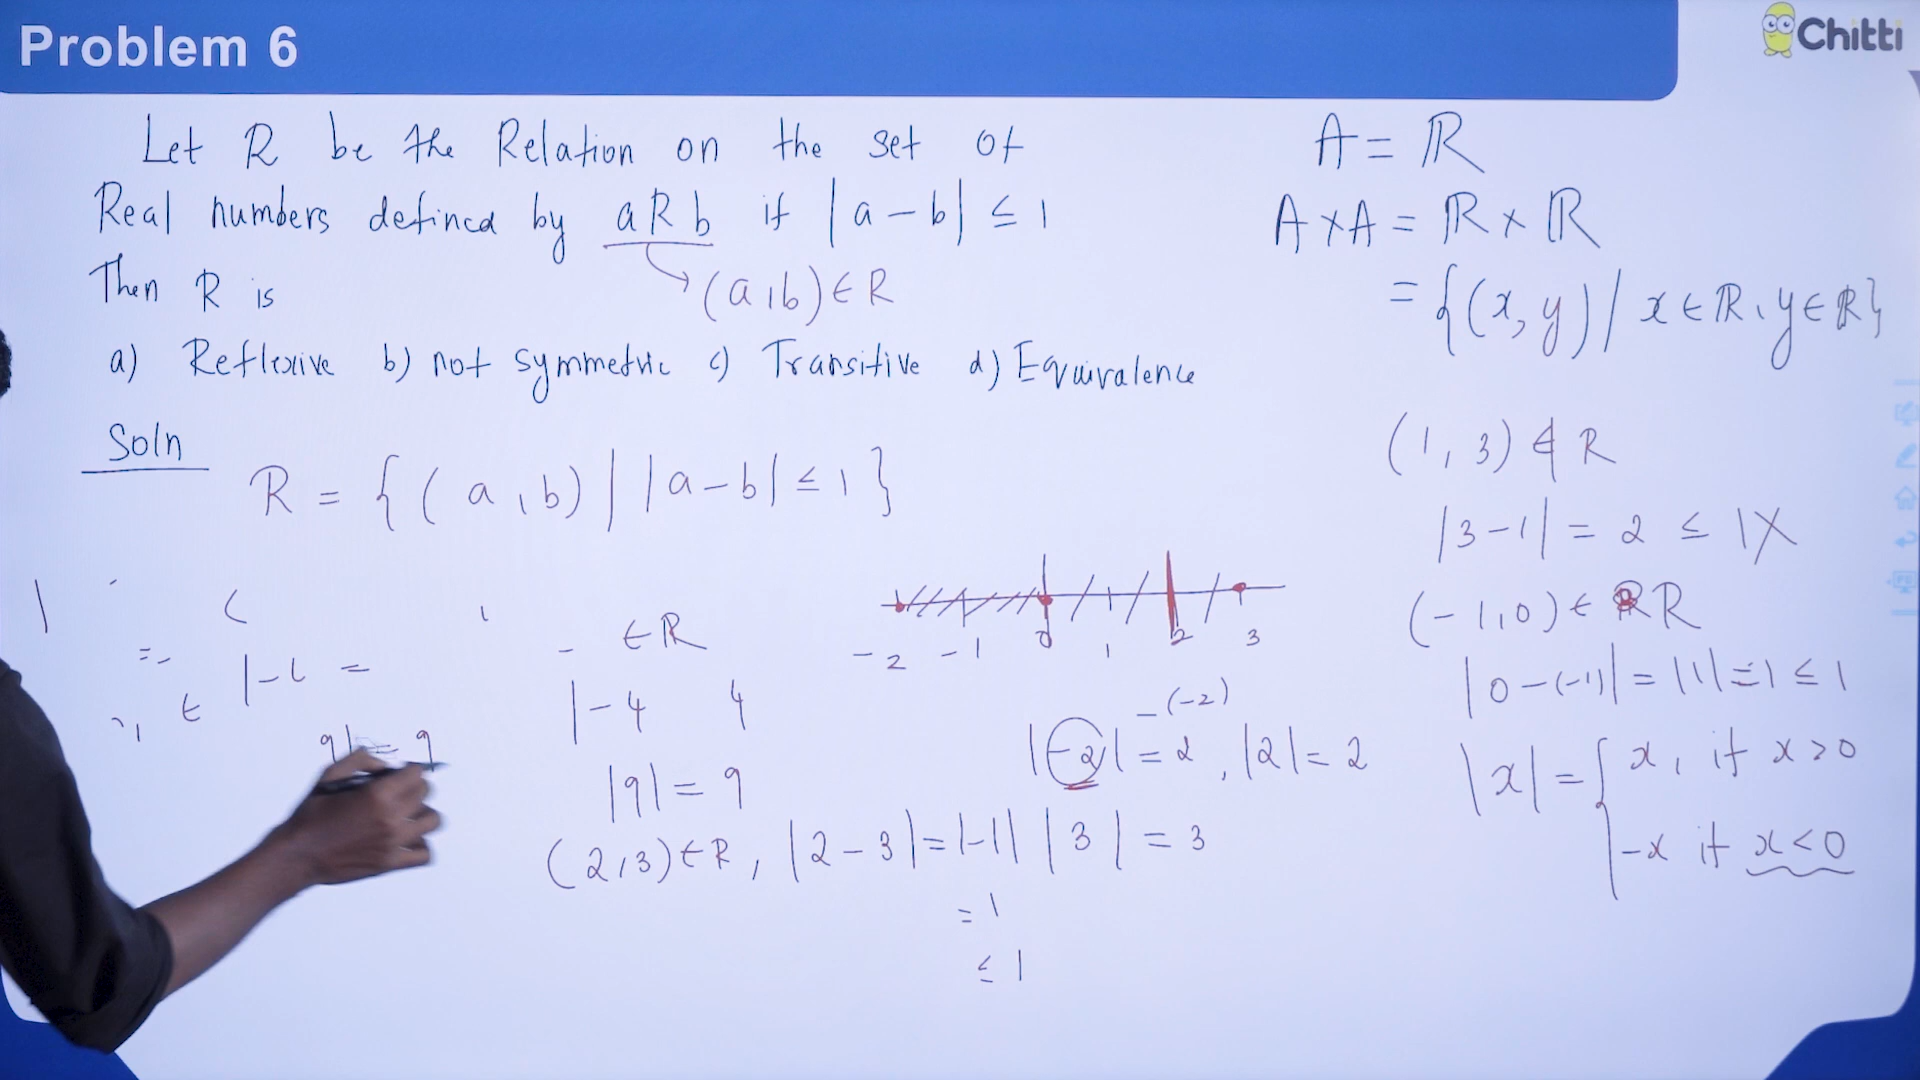 Problem 6
Chitti
Let R be the Relation on the set of
Real numbers defined by aRb if |a-b| ≤ 1
→(a,b)∈R
Then R is
a) Reflexive b) not symmetric c) Transitive d) Equivalence
Soln
R = {(a,b) | |a-b| ≤ 1}
A = ℝ
A×A = ℝ×ℝ
= {(x,y) / x∈ℝ, y∈ℝ}
(1,3) ∉ R
|3-1| = 2 ≤ 1 X
(-1,0) ∈ R
|0-(-1)| = |1| = 1 ≤ 1
|x| = { x, if x>0
-x if x<0
-2 -1 0 1 2 3
-(-2)
|-2| = 2, |2| = 2
∈ R
|-4 4
|9| = 9
9| = 9
(2,3)∈R, |2-3| = |-1| |3| = 3
= 1
≤ 1